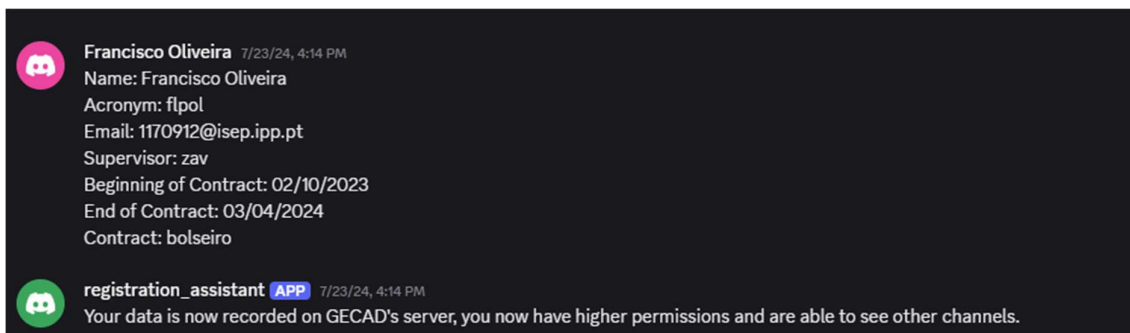 Francisco Oliveira 7/23/24, 4:14 PM
Name: Francisco Oliveira
Acronym: flpol
Email: 1170912@isep.ipp.pt
Supervisor: zav
Beginning of Contract: 02/10/2023
End of Contract: 03/04/2024
Contract: bolseiro
registration_assistant APP 7/23/24, 4:14 PM
Your data is now recorded on GECAD's server, you now have higher permissions and are able to see other channels.